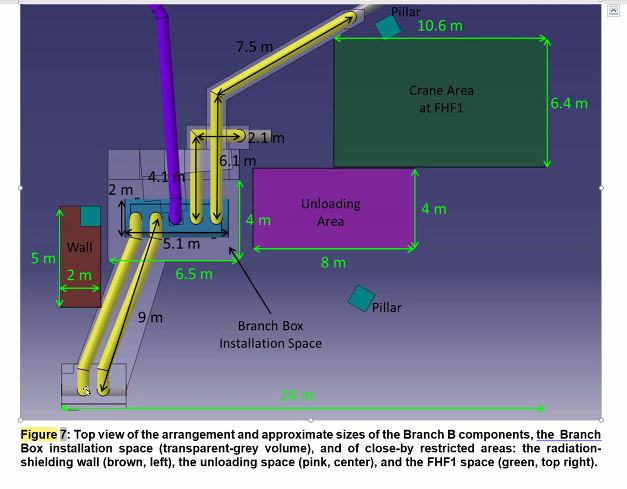 Pillar
10.6 m
7.5 m
Crane Area
at FHF1
6.4 m
2.1 m
6.1 m
4.1 m
2 m
Unloading
Area
4 m
4 m
5.1 m
Wall
5 m
2 m
6.5 m
8 m
Pillar
9 m
Branch Box
Installation Space
24 m
Figure 7: Top view of the arrangement and approximate sizes of the Branch B components, the Branch
Box installation space (transparent-grey volume), and of close-by restricted areas: the radiation-
shielding wall (brown, left), the unloading space (pink, center), and the FHF1 space (green, top right).